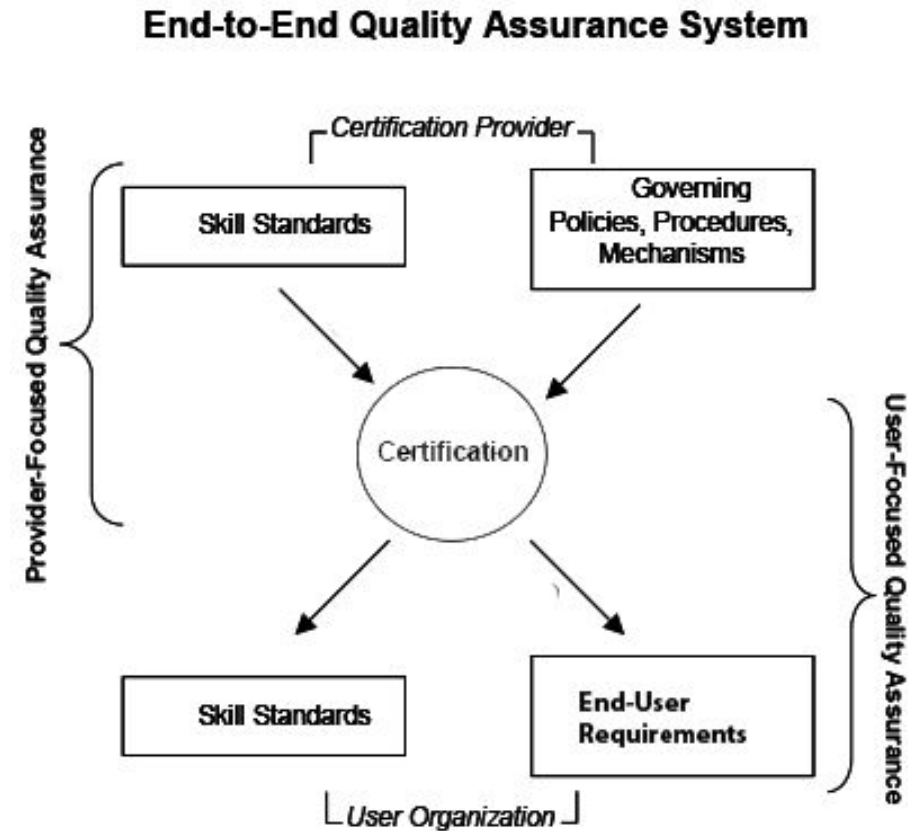 End-to-End Quality Assurance System
Certification Provider
Provider-Focused Quality Assurance
Skill Standards
Governing
Policies, Procedures,
Mechanisms
Certification
User-Focused Quality Assurance
Skill Standards
End-User
Requirements
User Organization